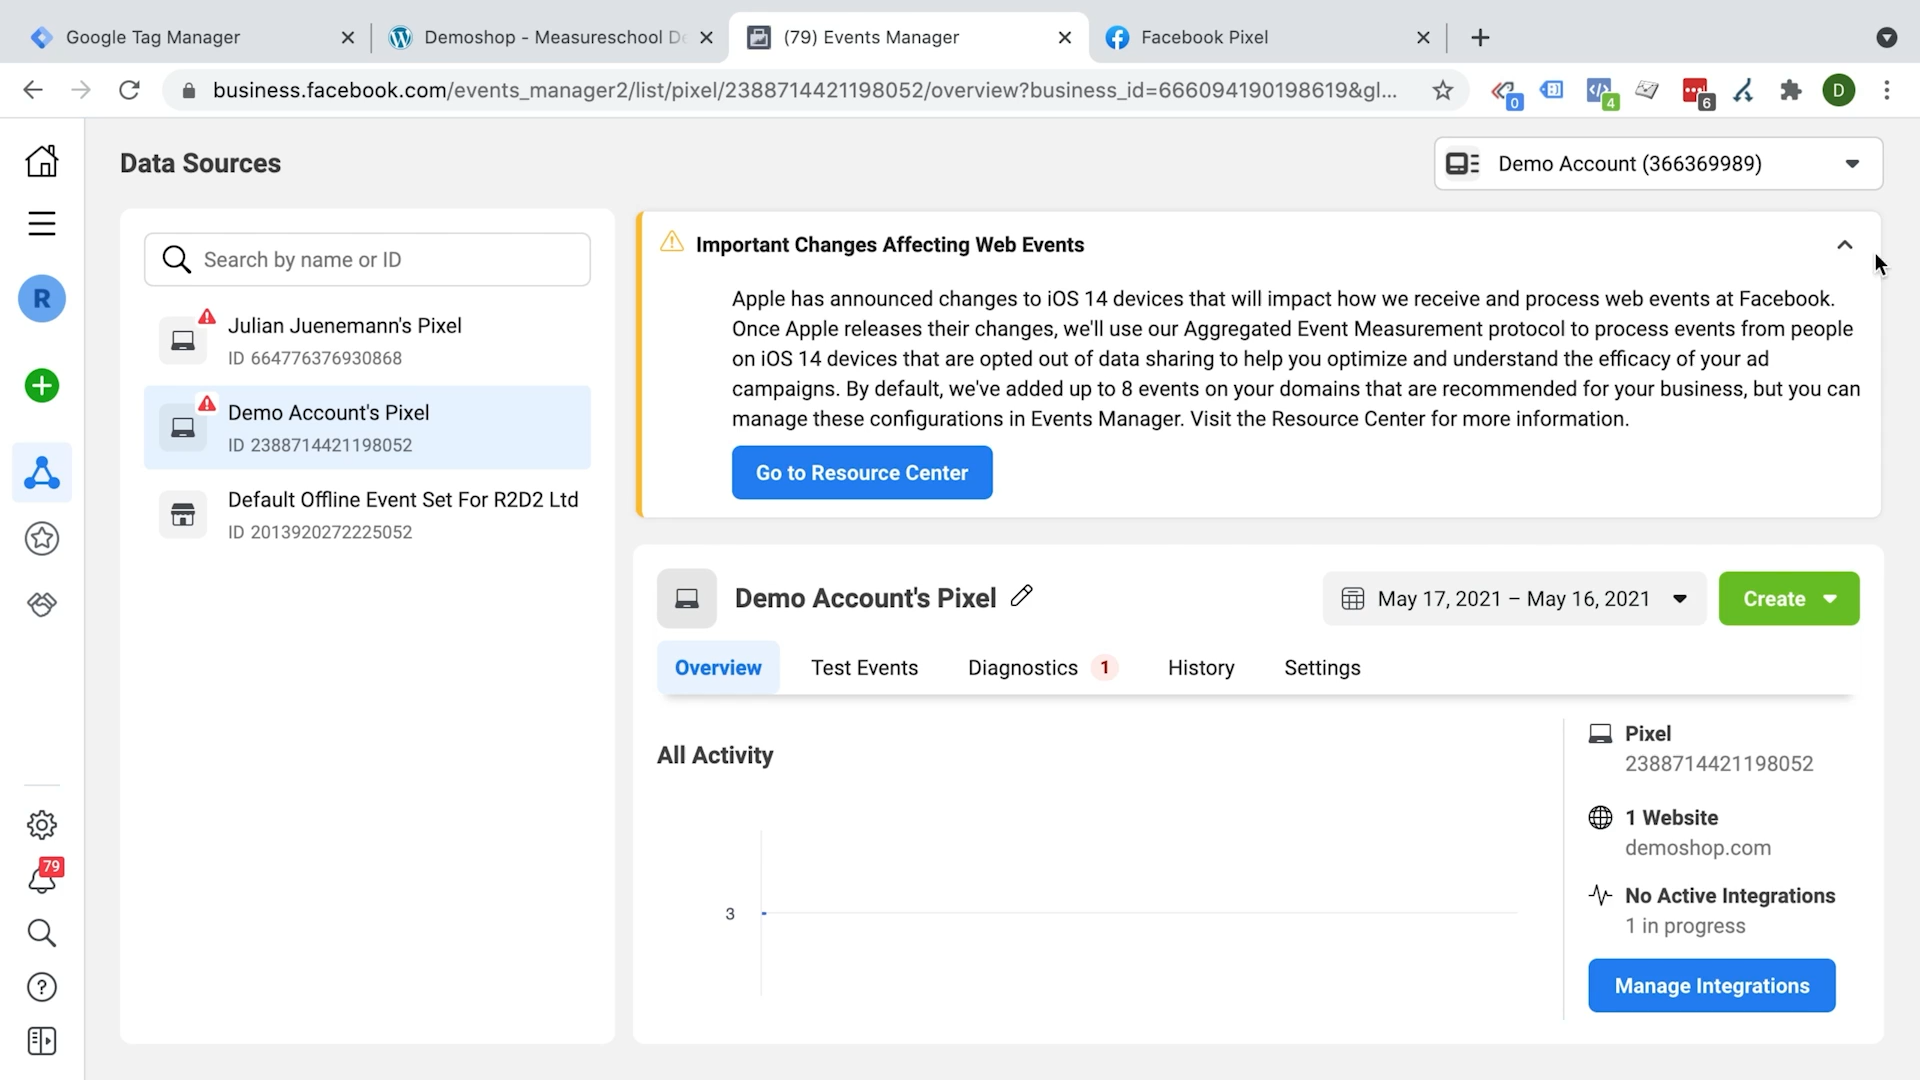 Google Tag Manager
Demoshop - Measureschool De
(79) Events Manager
Facebook Pixel
business.facebook.com/events_manager2/list/pixel/2388714421198052/overview?business_id=666094190198619&gl...
0
4
6
D
Data Sources
Demo Account (366369989)
R
Search by name or ID
Julian Juenemann's Pixel
ID 664776376930868
Demo Account's Pixel
ID 2388714421198052
Default Offline Event Set For R2D2 Ltd
ID 2013920272225052
79
Important Changes Affecting Web Events
Apple has announced changes to iOS 14 devices that will impact how we receive and process web events at Facebook.
Once Apple releases their changes, we'll use our Aggregated Event Measurement protocol to process events from people
on iOS 14 devices that are opted out of data sharing to help you optimize and understand the efficacy of your ad
campaigns. By default, we've added up to 8 events on your domains that are recommended for your business, but you can
manage these configurations in Events Manager. Visit the Resource Center for more information.
Go to Resource Center
Demo Account's Pixel
May 17, 2021 – May 16, 2021
Create
Overview
Test Events
Diagnostics 1
History
Settings
All Activity
3
Pixel
2388714421198052
1 Website
demoshop.com
No Active Integrations
1 in progress
Manage Integrations